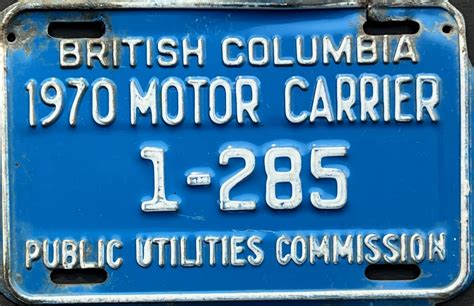 BRITISH COLUMBIA
1970 MOTOR CARRIER
1-285
PUBLIC UTILITIES COMMISSION